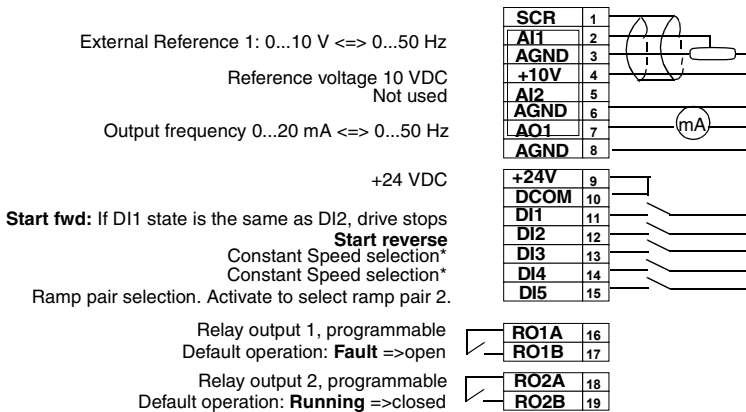 SCR 1
External Reference 1: 0...10 V <=> 0...50 Hz AI1 2
AGND 3
Reference voltage 10 VDC +10V 4
Not used AI2 5
AGND 6
Output frequency 0...20 mA <=> 0...50 Hz AO1 7 mA
AGND 8
+24 VDC +24V 9
DCOM 10
Start fwd: If DI1 state is the same as DI2, drive stops DI1 11
Start reverse DI2 12
Constant Speed selection* DI3 13
Constant Speed selection* DI4 14
Ramp pair selection. Activate to select ramp pair 2. DI5 15
Relay output 1, programmable RO1A 16
Default operation: Fault =>open RO1B 17
Relay output 2, programmable RO2A 18
Default operation: Running =>closed RO2B 19